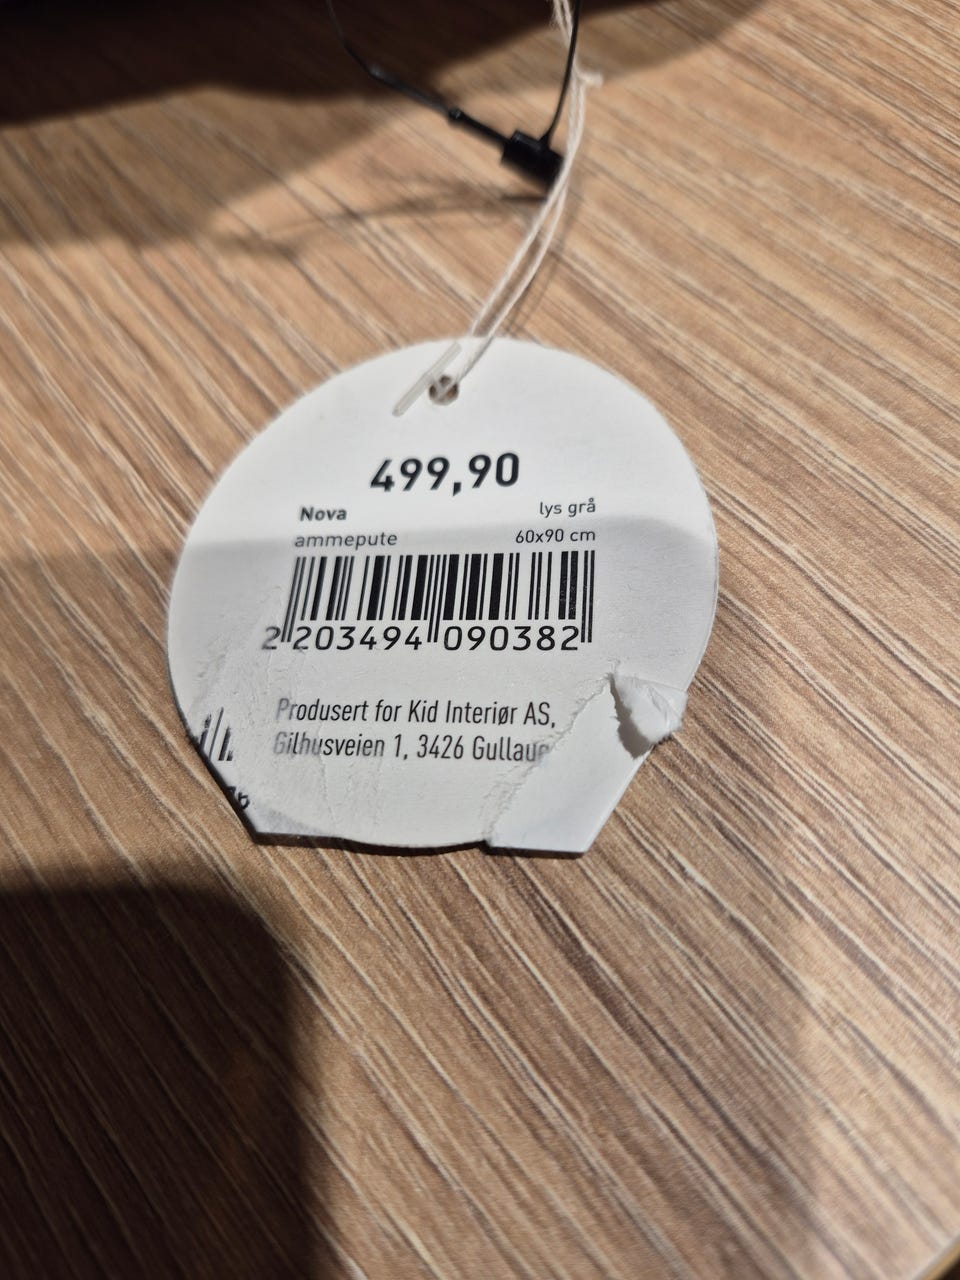 499,90
Nova lys grå
ammepute 60x90 cm
2 203494 090382
Produsert for Kid Interiør AS,
Gilhusveien 1, 3426